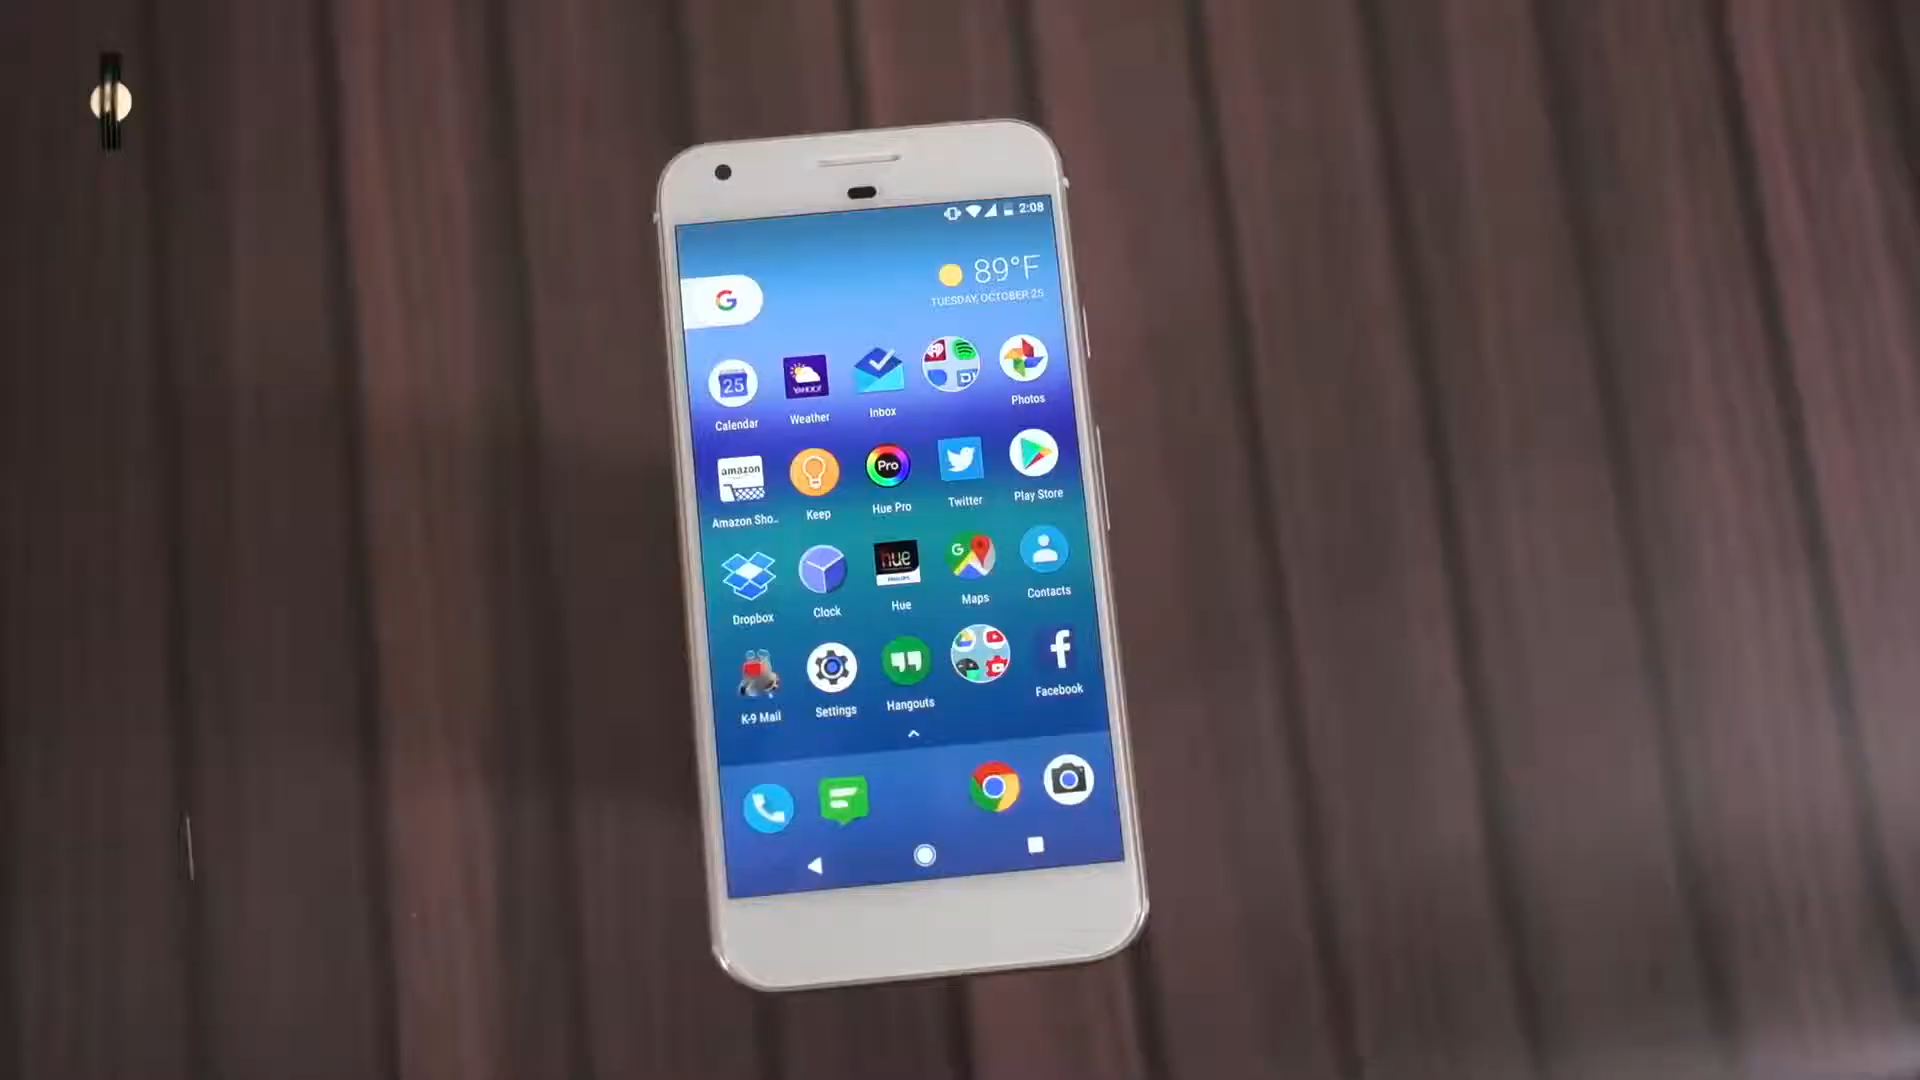 2:08
G
89°F
TUESDAY, OCTOBER 25
25
YAHOO!
Calendar
Weather
Inbox
Photos
amazon
Pro
Amazon Sho..
Keep
Hue Pro
Twitter
Play Store
hue
G
Dropbox
Clock
Hue
Maps
Contacts
K-9 Mail
Settings
Hangouts
Facebook